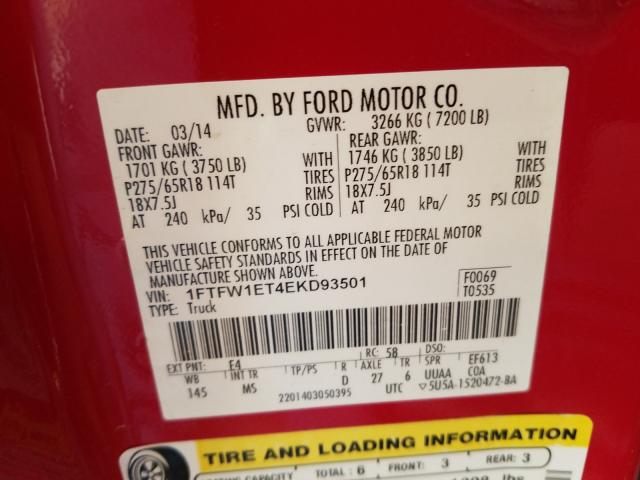 MFD. BY FORD MOTOR CO.
DATE: 03/14 GVWR: 3266 KG ( 7200 LB)
FRONT GAWR: REAR GAWR:
1701 KG ( 3750 LB) WITH 1746 KG ( 3850 LB) WITH
P275/65R18 114T TIRES P275/65R18 114T TIRES
18X7.5J RIMS 18X7.5J RIMS
AT 240 kPa/ 35 PSI COLD AT 240 kPa/ 35 PSI COLD
THIS VEHICLE CONFORMS TO ALL APPLICABLE FEDERAL MOTOR
VEHICLE SAFETY STANDARDS IN EFFECT ON THE DATE OF
MANUFACTURE SHOWN ABOVE.
VIN: 1FTFW1ET4EKD93501 F0069
TYPE: Truck T0535
EXT PNT: E4 RC: 58 DSO:
WB INT TR TP/PS R AXLE TR SPR EF613
145 MS D 27 6 UUAA COA
2201403050395 UTC ▽5U5A-1520472-BA
TIRE AND LOADING INFORMATION
SEATING CAPACITY TOTAL : 6 FRONT: 3 REAR: 3
lbs